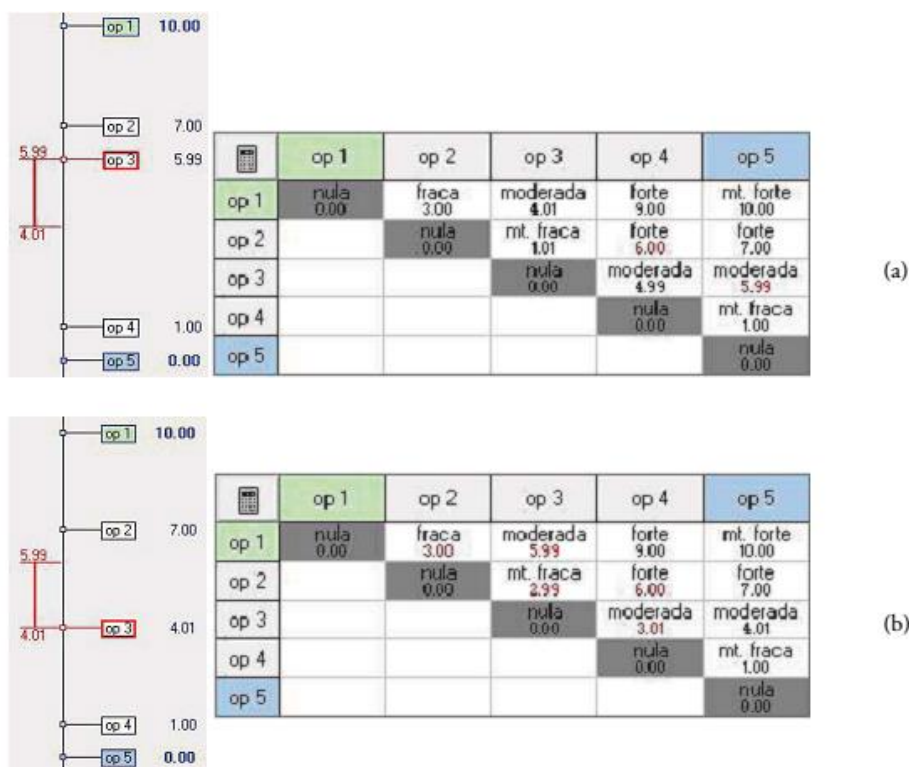 op 1 10.00
op 2 7.00
5.99 op 3 5.99
4.01
op 4 1.00
op 5 0.00
op 1 op 2 op 3 op 4 op 5
op 1 nula fraca moderada forte mt. forte
0.00 3.00 4.01 9.00 10.00
op 2 nula mt. fraca forte forte
0.00 1.01 6.00 7.00
op 3 nula moderada moderada
0.00 4.99 5.99
op 4 nula mt. fraca
0.00 1.00
op 5 nula
0.00
(a)
op 1 10.00
op 2 7.00
5.99
4.01 op 3 4.01
op 4 1.00
op 5 0.00
op 1 op 2 op 3 op 4 op 5
op 1 nula fraca moderada forte mt. forte
0.00 3.00 5.99 9.00 10.00
op 2 nula mt. fraca forte forte
0.00 2.99 6.00 7.00
op 3 nula moderada moderada
0.00 3.01 4.01
op 4 nula mt. fraca
0.00 1.00
op 5 nula
0.00
(b)